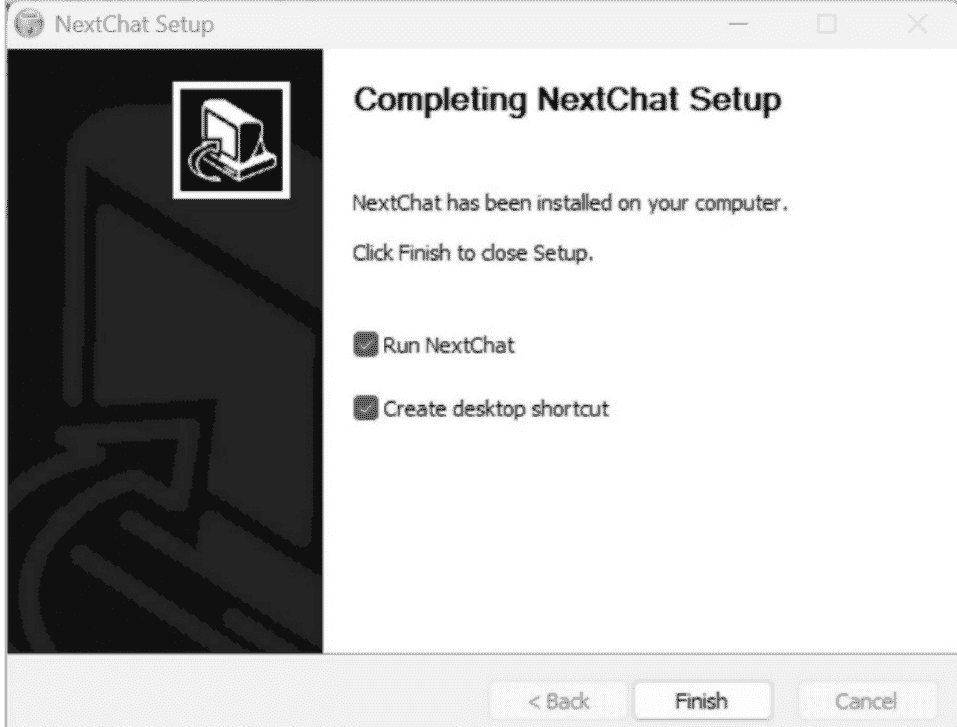 NextChat Setup
Completing NextChat Setup
NextChat has been installed on your computer.
Click Finish to close Setup.
Run NextChat
Create desktop shortcut
< Back Finish Cancel